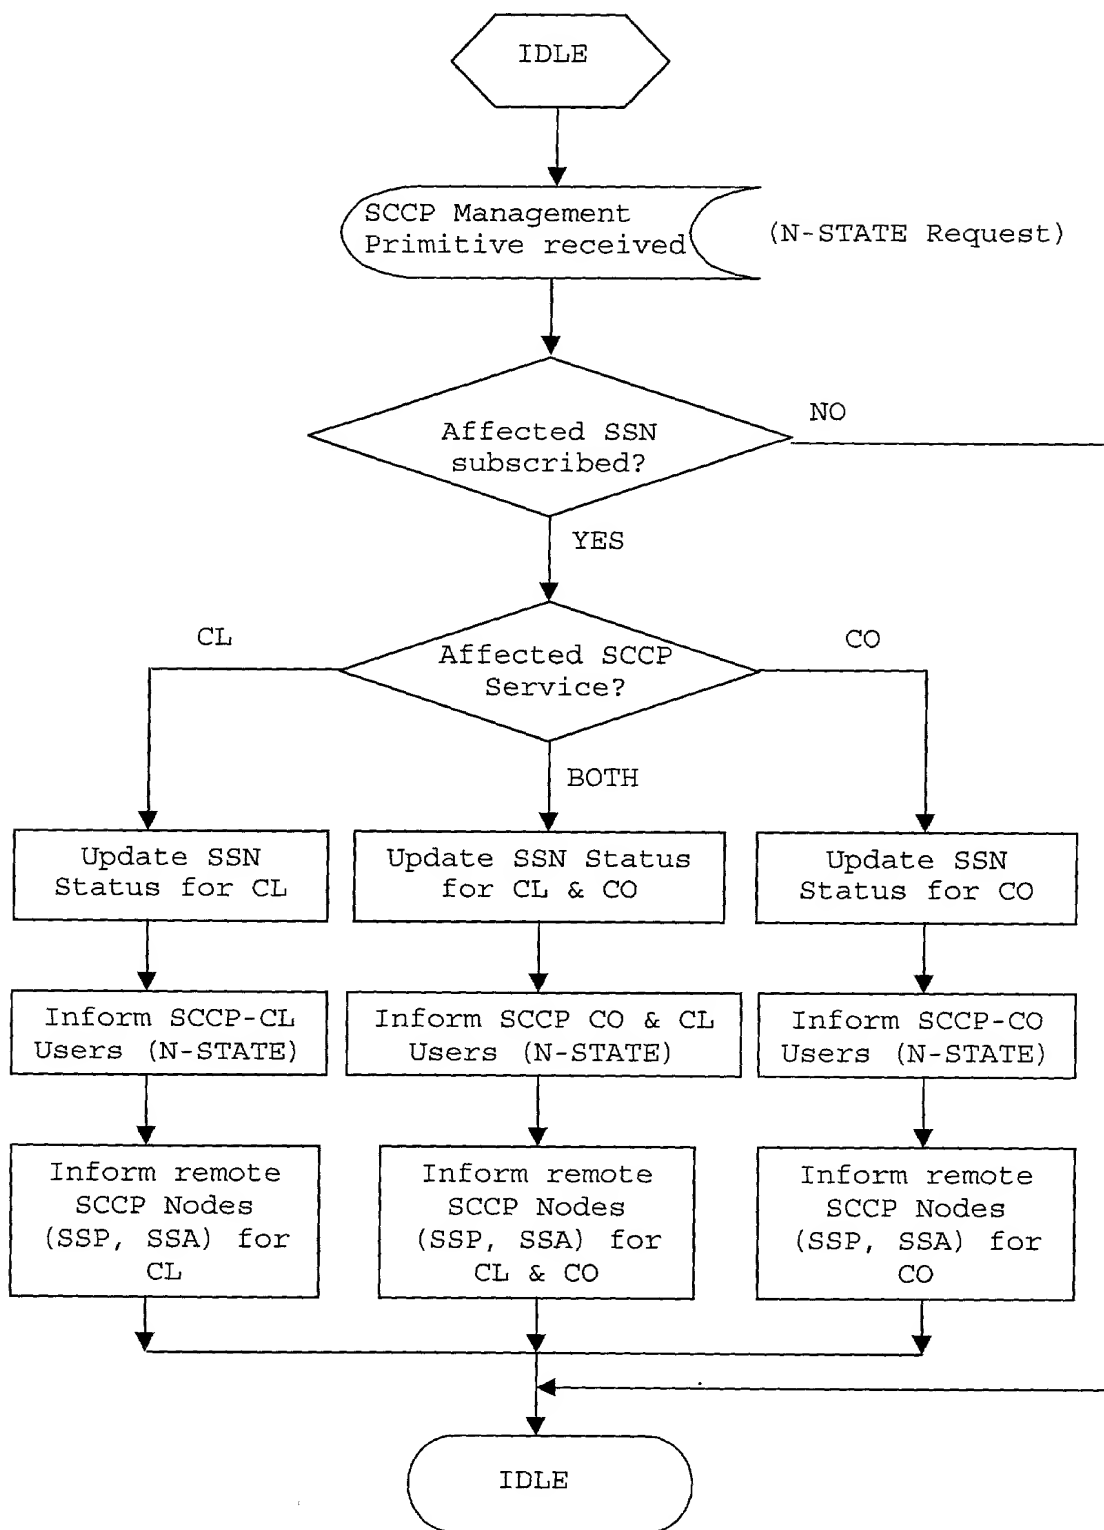 IDLE
SCCP Management
Primitive received
(N-STATE Request)
NO
Affected SSN
subscribed?
YES
CL
CO
Affected SCCP
Service?
BOTH
Update SSN
Status for CL
Update SSN Status
for CL & CO
Update SSN
Status for CO
Inform SCCP-CL
Users (N-STATE)
Inform SCCP CO & CL
Users (N-STATE)
Inform SCCP-CO
Users (N-STATE)
Inform remote
SCCP Nodes
(SSP, SSA) for
CL
Inform remote
SCCP Nodes
(SSP, SSA) for
CL & CO
Inform remote
SCCP Nodes
(SSP, SSA) for
CO
IDLE